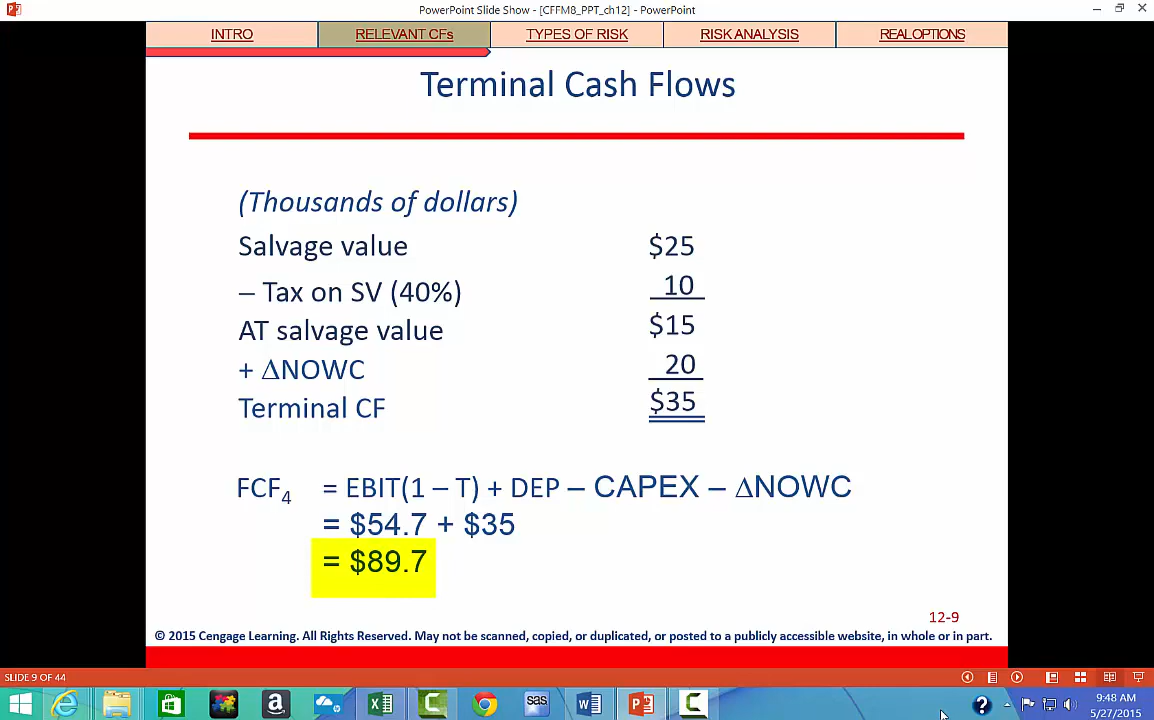 PowerPoint Slide Show - [CFFM8_PPT_ch12] - PowerPoint
INTRO RELEVANT CFs TYPES OF RISK RISK ANALYSIS REAL OPTIONS
Terminal Cash Flows
(Thousands of dollars)
Salvage value $25
– Tax on SV (40%) 10
AT salvage value $15
+ ∆NOWC 20
Terminal CF $35
FCF4 = EBIT(1 – T) + DEP – CAPEX – ∆NOWC
= $54.7 + $35
= $89.7
12-9
© 2015 Cengage Learning. All Rights Reserved. May not be scanned, copied, or duplicated, or posted to a publicly accessible website, in whole or in part.
SLIDE 9 OF 44
9:48 AM
5/27/2015